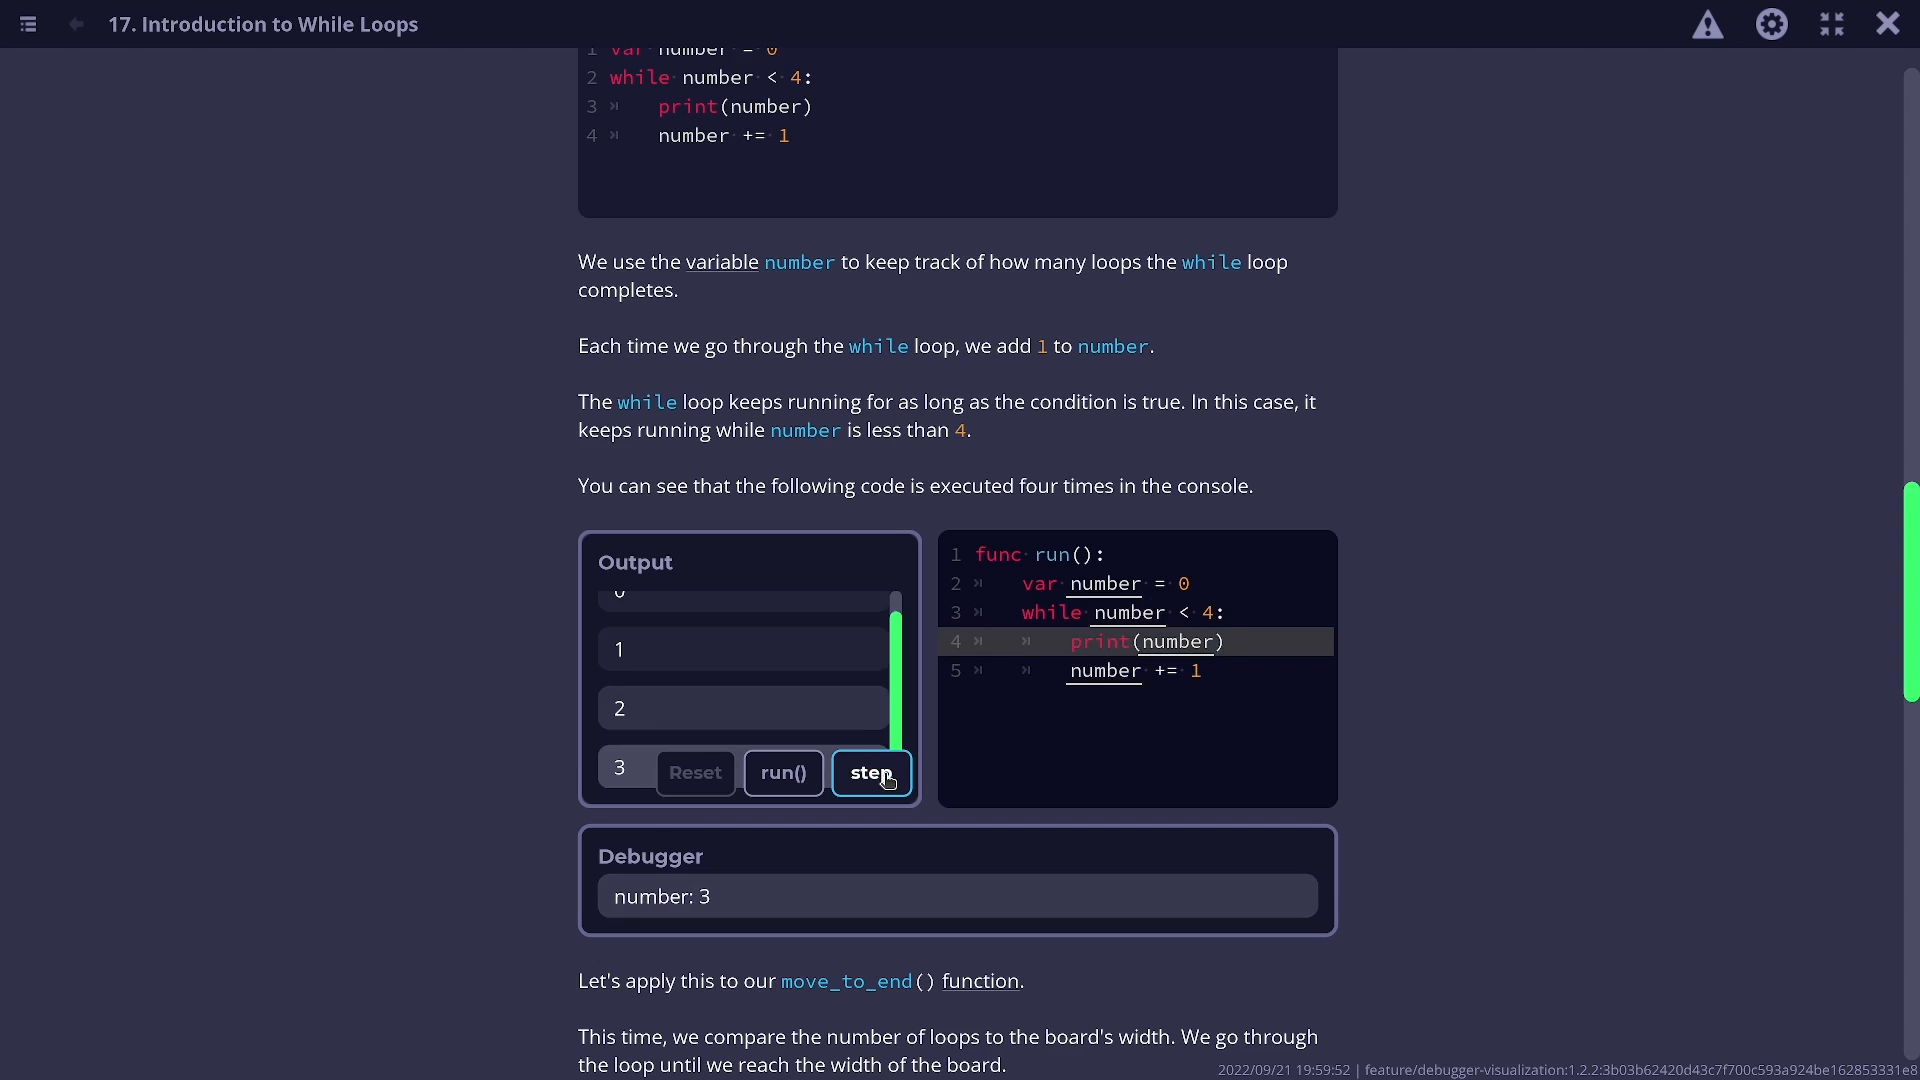 17. Introduction to While Loops
1 var number = 0
2 while number < 4:
3 print(number)
4 number += 1
We use the variable number to keep track of how many loops the while loop
completes.
Each time we go through the while loop, we add 1 to number.
The while loop keeps running for as long as the condition is true. In this case, it
keeps running while number is less than 4.
You can see that the following code is executed four times in the console.
Output
0
1
2
3
Reset
run()
step
1 func run():
2 var number = 0
3 while number < 4:
4 print(number)
5 number += 1
Debugger
number: 3
Let's apply this to our move_to_end() function.
This time, we compare the number of loops to the board's width. We go through
the loop until we reach the width of the board.
2022/09/21 19:59:52 | feature/debugger-visualization:1.2.2:3b03b62420d43c7f700c593a924be162853331e8